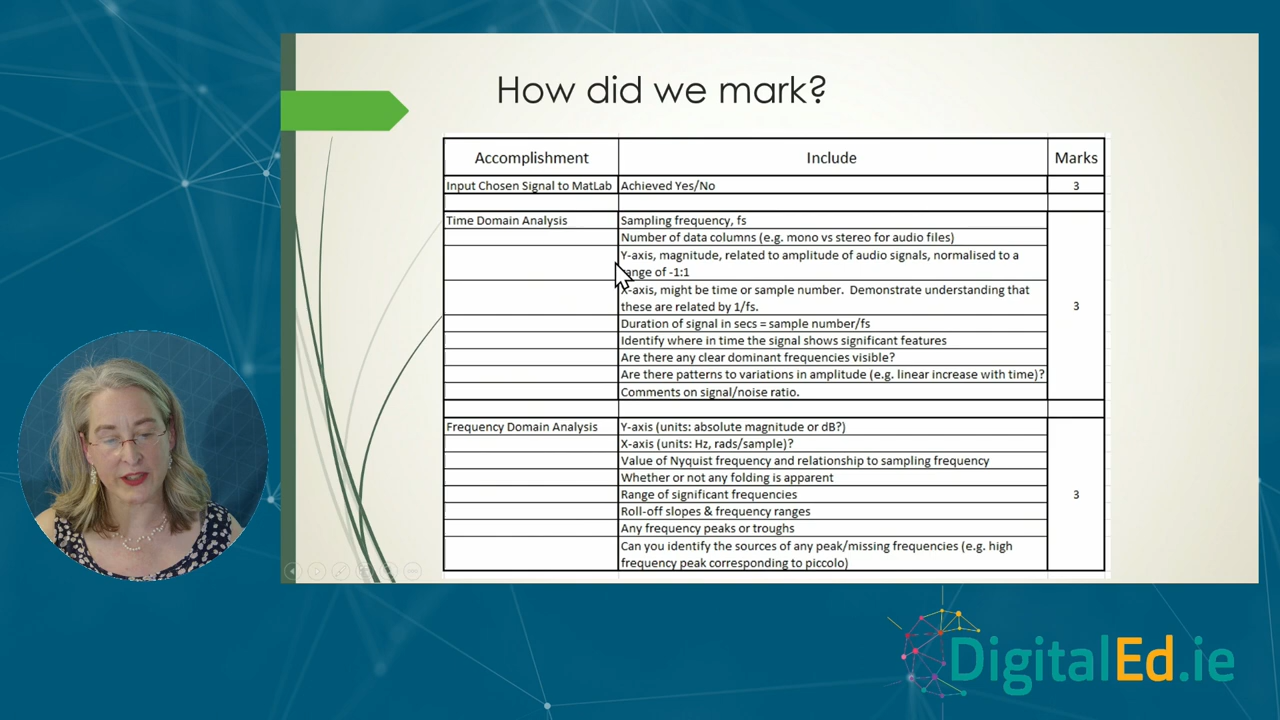 How did we mark?
Accomplishment Include Marks
Input Chosen Signal to MatLab Achieved Yes/No 3
Time Domain Analysis Sampling frequency, fs
Number of data columns (e.g. mono vs stereo for audio files)
Y-axis, magnitude, related to amplitude of audio signals, normalised to a
range of -1:1
X-axis, might be time or sample number. Demonstrate understanding that
these are related by 1/fs.
3
Duration of signal in secs = sample number/fs
Identify where in time the signal shows significant features
Are there any clear dominant frequencies visible?
Are there patterns to variations in amplitude (e.g. linear increase with time)?
Comments on signal/noise ratio.
Frequency Domain Analysis Y-axis (units: absolute magnitude or dB?)
X-axis (units: Hz, rads/sample)?
Value of Nyquist frequency and relationship to sampling frequency
Whether or not any folding is apparent
Range of significant frequencies 3
Roll-off slopes & frequency ranges
Any frequency peaks or troughs
Can you identify the sources of any peak/missing frequencies (e.g. high
frequency peak corresponding to piccolo)
DigitalEd.ie